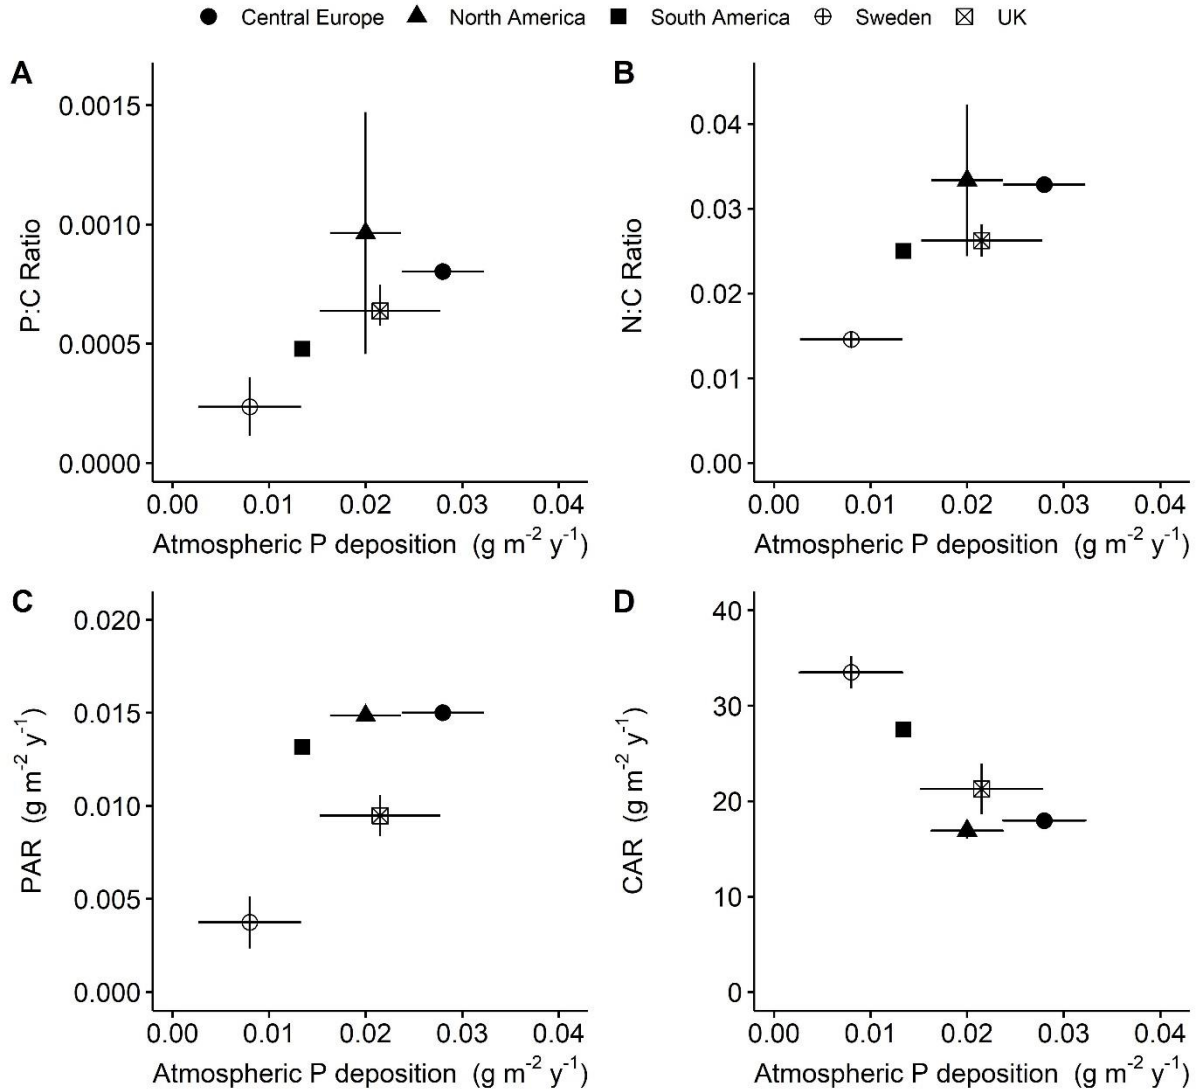 Central Europe North America South America Sweden UK
A
P:C Ratio
0.0015
0.0010
0.0005
0.0000
0.00 0.01 0.02 0.03 0.04
Atmospheric P deposition (g m⁻² y⁻¹)
B
N:C Ratio
0.04
0.03
0.02
0.01
0.00
0.00 0.01 0.02 0.03 0.04
Atmospheric P deposition (g m⁻² y⁻¹)
C
PAR (g m⁻² y⁻¹)
0.020
0.015
0.010
0.005
0.000
0.00 0.01 0.02 0.03 0.04
Atmospheric P deposition (g m⁻² y⁻¹)
D
CAR (g m⁻² y⁻¹)
40
30
20
10
0
0.00 0.01 0.02 0.03 0.04
Atmospheric P deposition (g m⁻² y⁻¹)